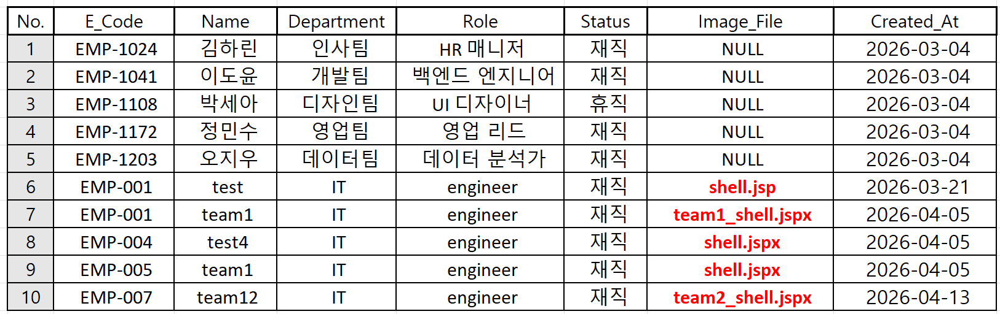 No. E_Code Name Department Role Status Image_File Created_At
1 EMP-1024 김하린 인사팀 HR 매니저 재직 NULL 2026-03-04
2 EMP-1041 이도윤 개발팀 백엔드 엔지니어 재직 NULL 2026-03-04
3 EMP-1108 박세아 디자인팀 UI 디자이너 휴직 NULL 2026-03-04
4 EMP-1172 정민수 영업팀 영업 리드 재직 NULL 2026-03-04
5 EMP-1203 오지우 데이터팀 데이터 분석가 재직 NULL 2026-03-04
6 EMP-001 test IT engineer 재직 shell.jsp 2026-03-21
7 EMP-001 team1 IT engineer 재직 team1_shell.jspx 2026-04-05
8 EMP-004 test4 IT engineer 재직 shell.jspx 2026-04-05
9 EMP-005 team1 IT engineer 재직 shell.jspx 2026-04-05
10 EMP-007 team12 IT engineer 재직 team2_shell.jspx 2026-04-13